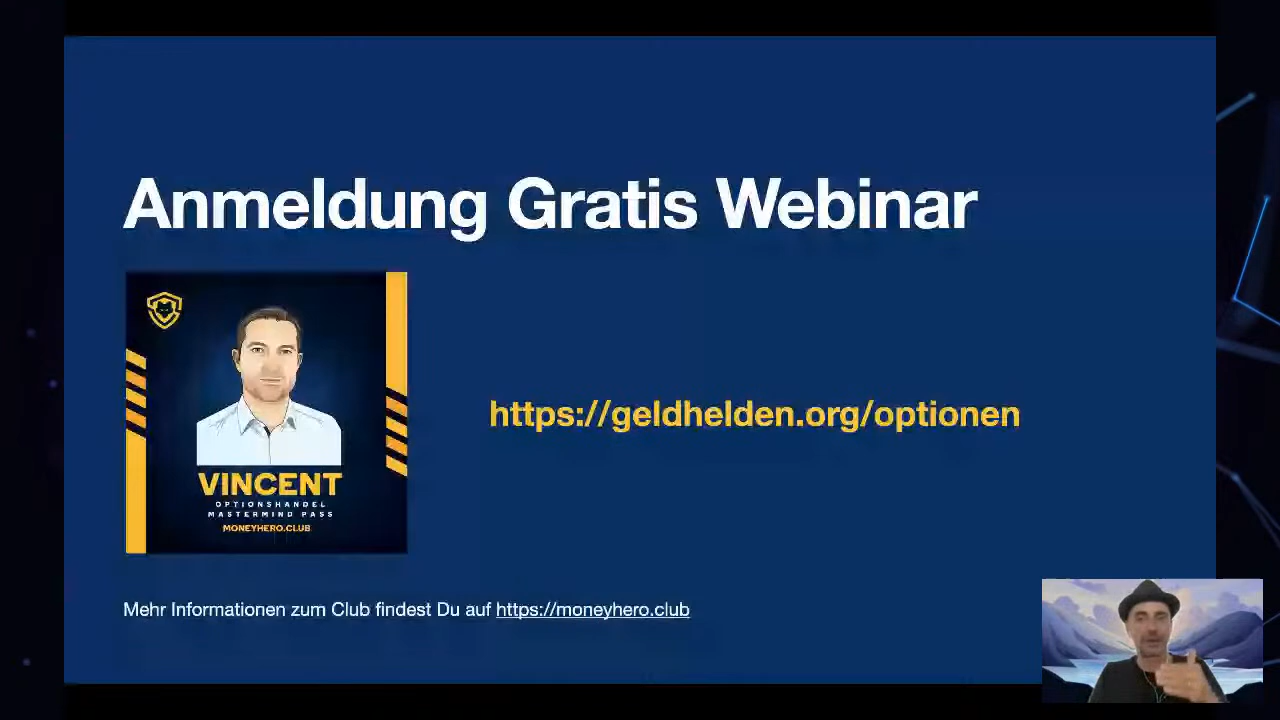 Anmeldung Gratis Webinar
VINCENT
OPTIONSHANDEL
MASTERMIND PASS
MONEYHERO.CLUB
https://geldhelden.org/optionen
Mehr Informationen zum Club findest Du auf https://moneyhero.club